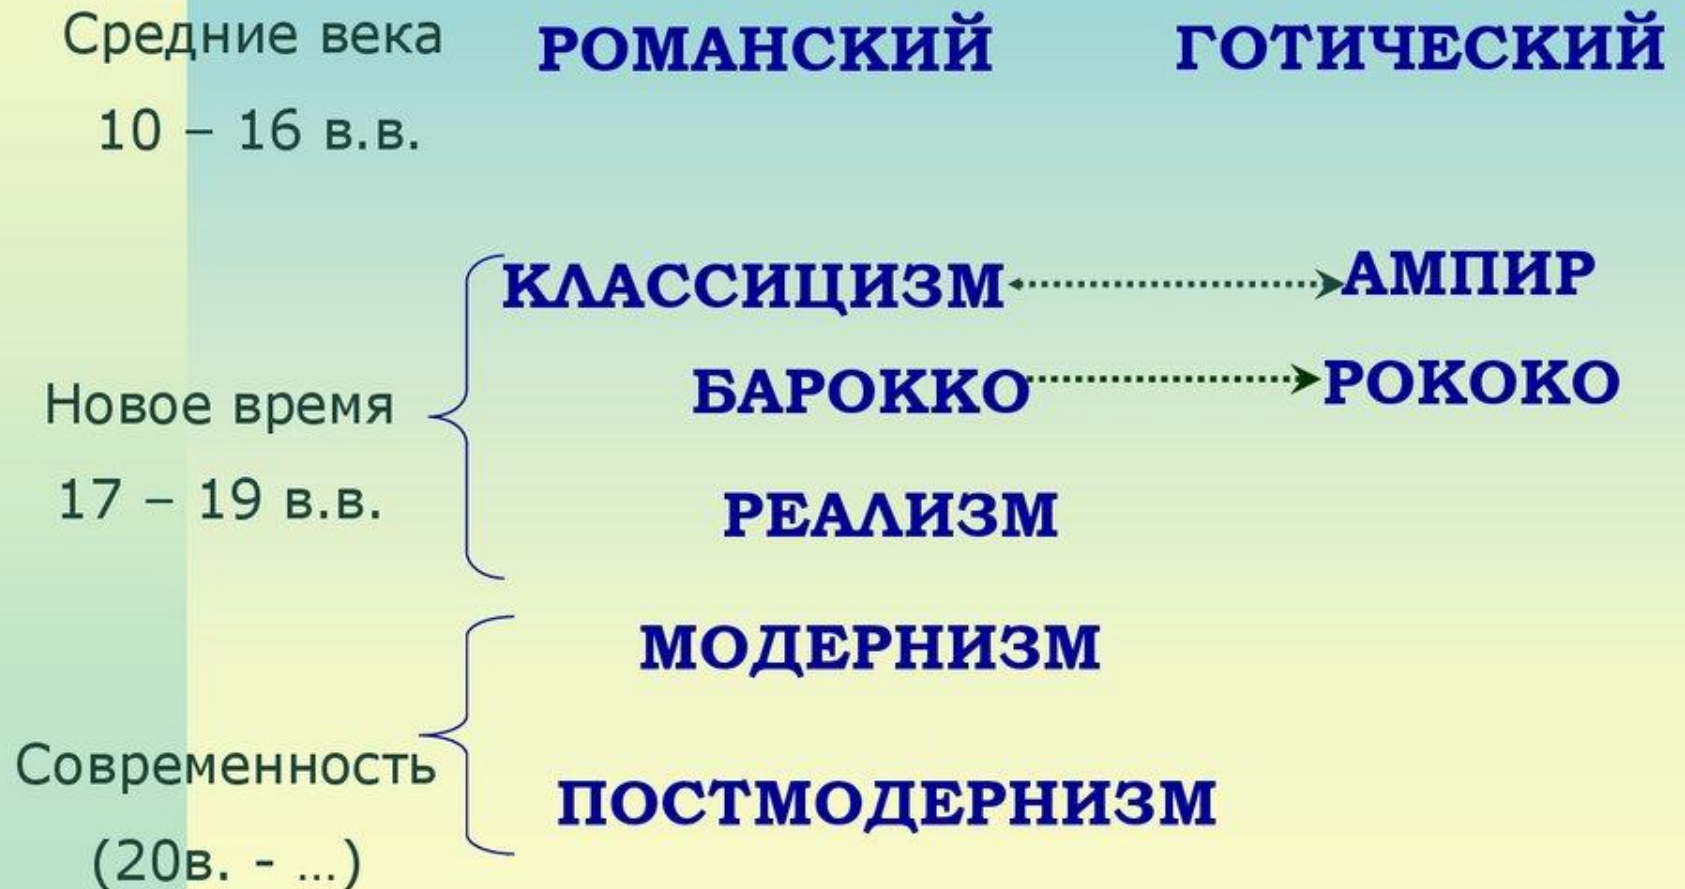 Средние века РОМАНСКИЙ ГОТИЧЕСКИЙ
10 – 16 в.в.
КЛАССИЦИЗМ АМПИР
БАРОККО РОКОКО
Новое время
17 – 19 в.в.
РЕАЛИЗМ
МОДЕРНИЗМ
Современность
ПОСТМОДЕРНИЗМ
(20в. - ...)